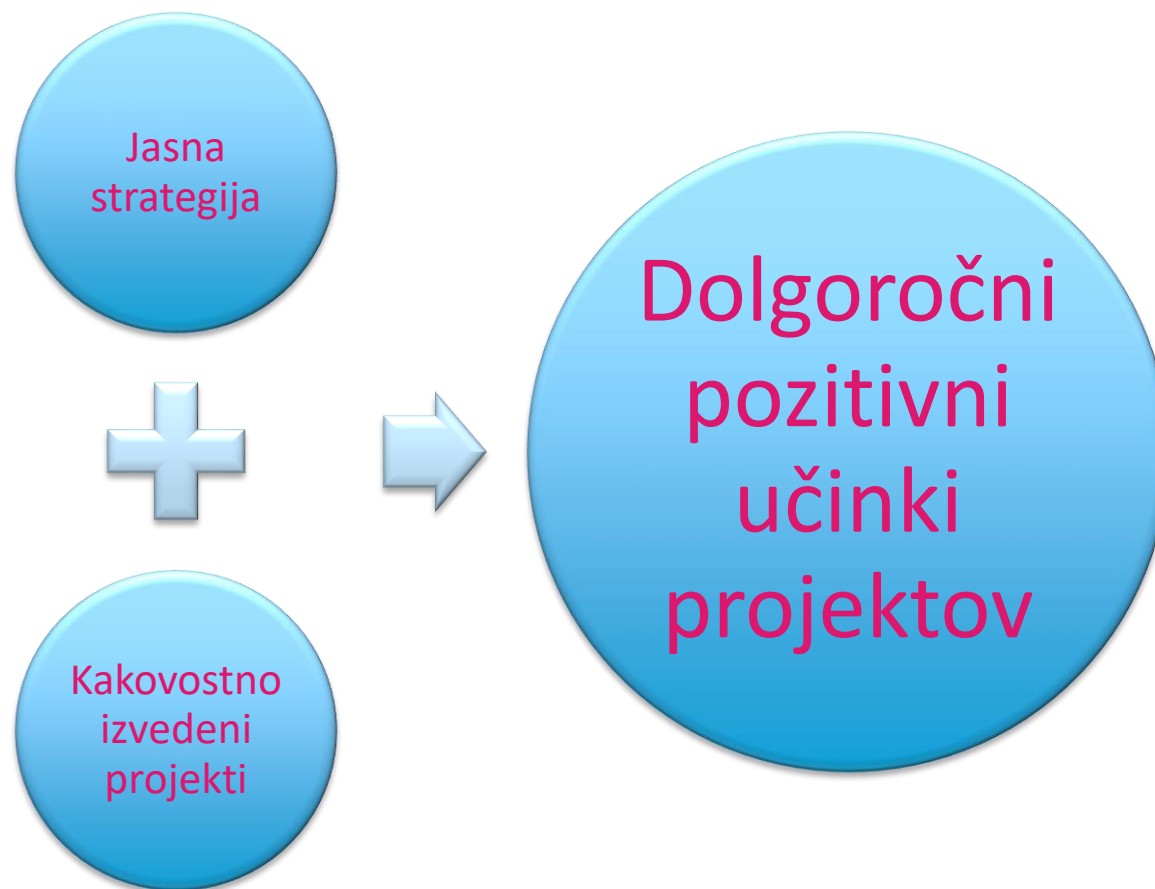 Jasna
strategija
Kakovostno
izvedeni
projekti
Dolgoročni
pozitivni
učinki
projektov